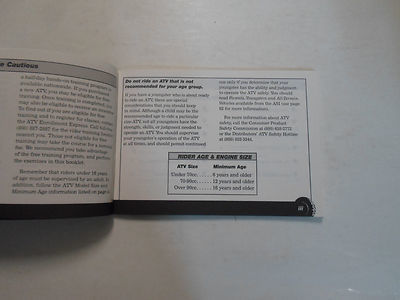 e Cautious
a half-day hands-on training program is
available nationwide. If you purchased
a new ATV, you may be eligible for free
training. Once training is completed, you
may also be eligible to receive an incentive.
To find out if you are eligible for free
training and to register for classes, contact
the ATV Enrollment Express. Call toll-free
(800) 887-2887 for the rider training location
nearest you. Those not eligible for free
training may take the course for a nominal
fee. We recommend you take advantage
of the free training program, and perform
the exercises in this booklet.
Remember that riders under 16 years
of age must be supervised by an adult. In
addition, follow the ATV Model Size and
Minimum Age information listed on page
Do not ride an ATV that is not
recommended for your age group.
If you have a youngster who is about ready
to ride an ATV, there are special
considerations that you should keep
in mind. Although a child may be the
recommended age to ride a particular
size ATV, not all youngsters have the
strength, skills, or judgment needed to
operate an ATV. You should supervise
your youngster's operation of the ATV
at all times, and should permit continued
use only if you determine that your
youngster has the ability and judgment
to operate the ATV safely. You should
read Parents, Youngsters and All-Terrain
Vehicles available from the ASI (see page
62 for more information).
For more information about ATV
safety, call the Consumer Product
Safety Commission at (800) 638-2772
or the Distributors' ATV Safety Hotline
at (800) 852-5344.
RIDER AGE & ENGINE SIZE
ATV Size Minimum Age
Under 70cc...... 6 years and older
70-90cc...... 12 years and older
Over 90cc...... 16 years and older
iii